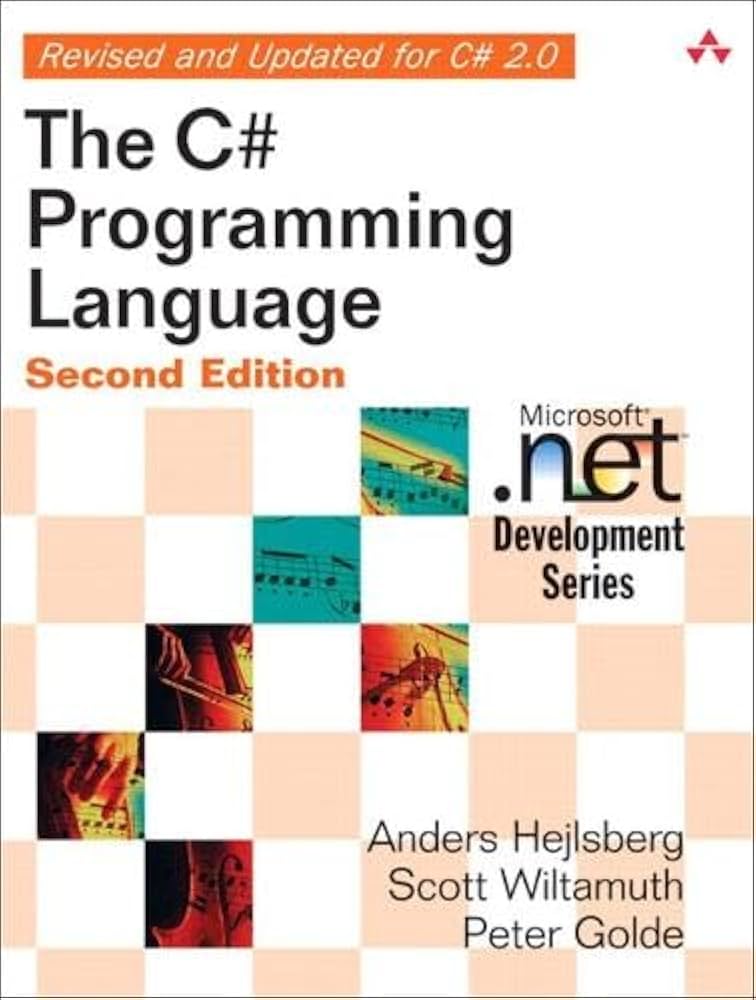 Revised and Updated for C# 2.0
The C#
Programming
Language
Second Edition
Microsoft®
.net™
Development
Series
Anders Hejlsberg
Scott Wiltamuth
Peter Golde